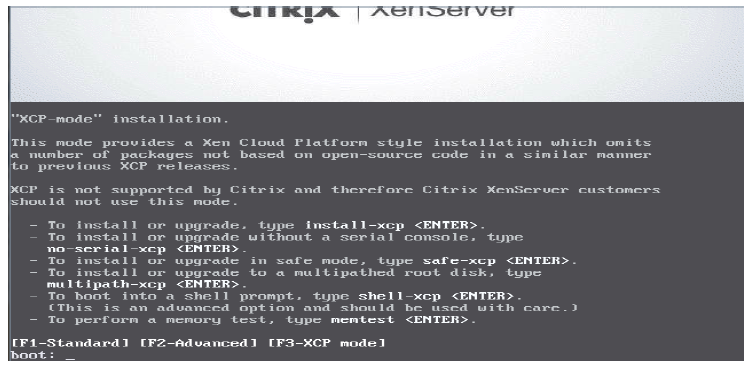 CITRIX | XenServer
"XCP-mode" installation.
This mode provides a Xen Cloud Platform style installation which omits
a number of packages not based on open-source code in a similar manner
to previous XCP releases.
XCP is not supported by Citrix and therefore Citrix XenServer customers
should not use this mode.
- To install or upgrade, type install-xcp <ENTER>.
- To install or upgrade without a serial console, type
no-serial-xcp <ENTER>.
- To install or upgrade in safe mode, type safe-xcp <ENTER>.
- To install or upgrade to a multipathed root disk, type
multipath-xcp <ENTER>.
- To boot into a shell prompt, type shell-xcp <ENTER>.
(This is an advanced option and should be used with care.)
- To perform a memory test, type memtest <ENTER>.
[F1-Standard] [F2-Advanced] [F3-XCP mode]
boot: _